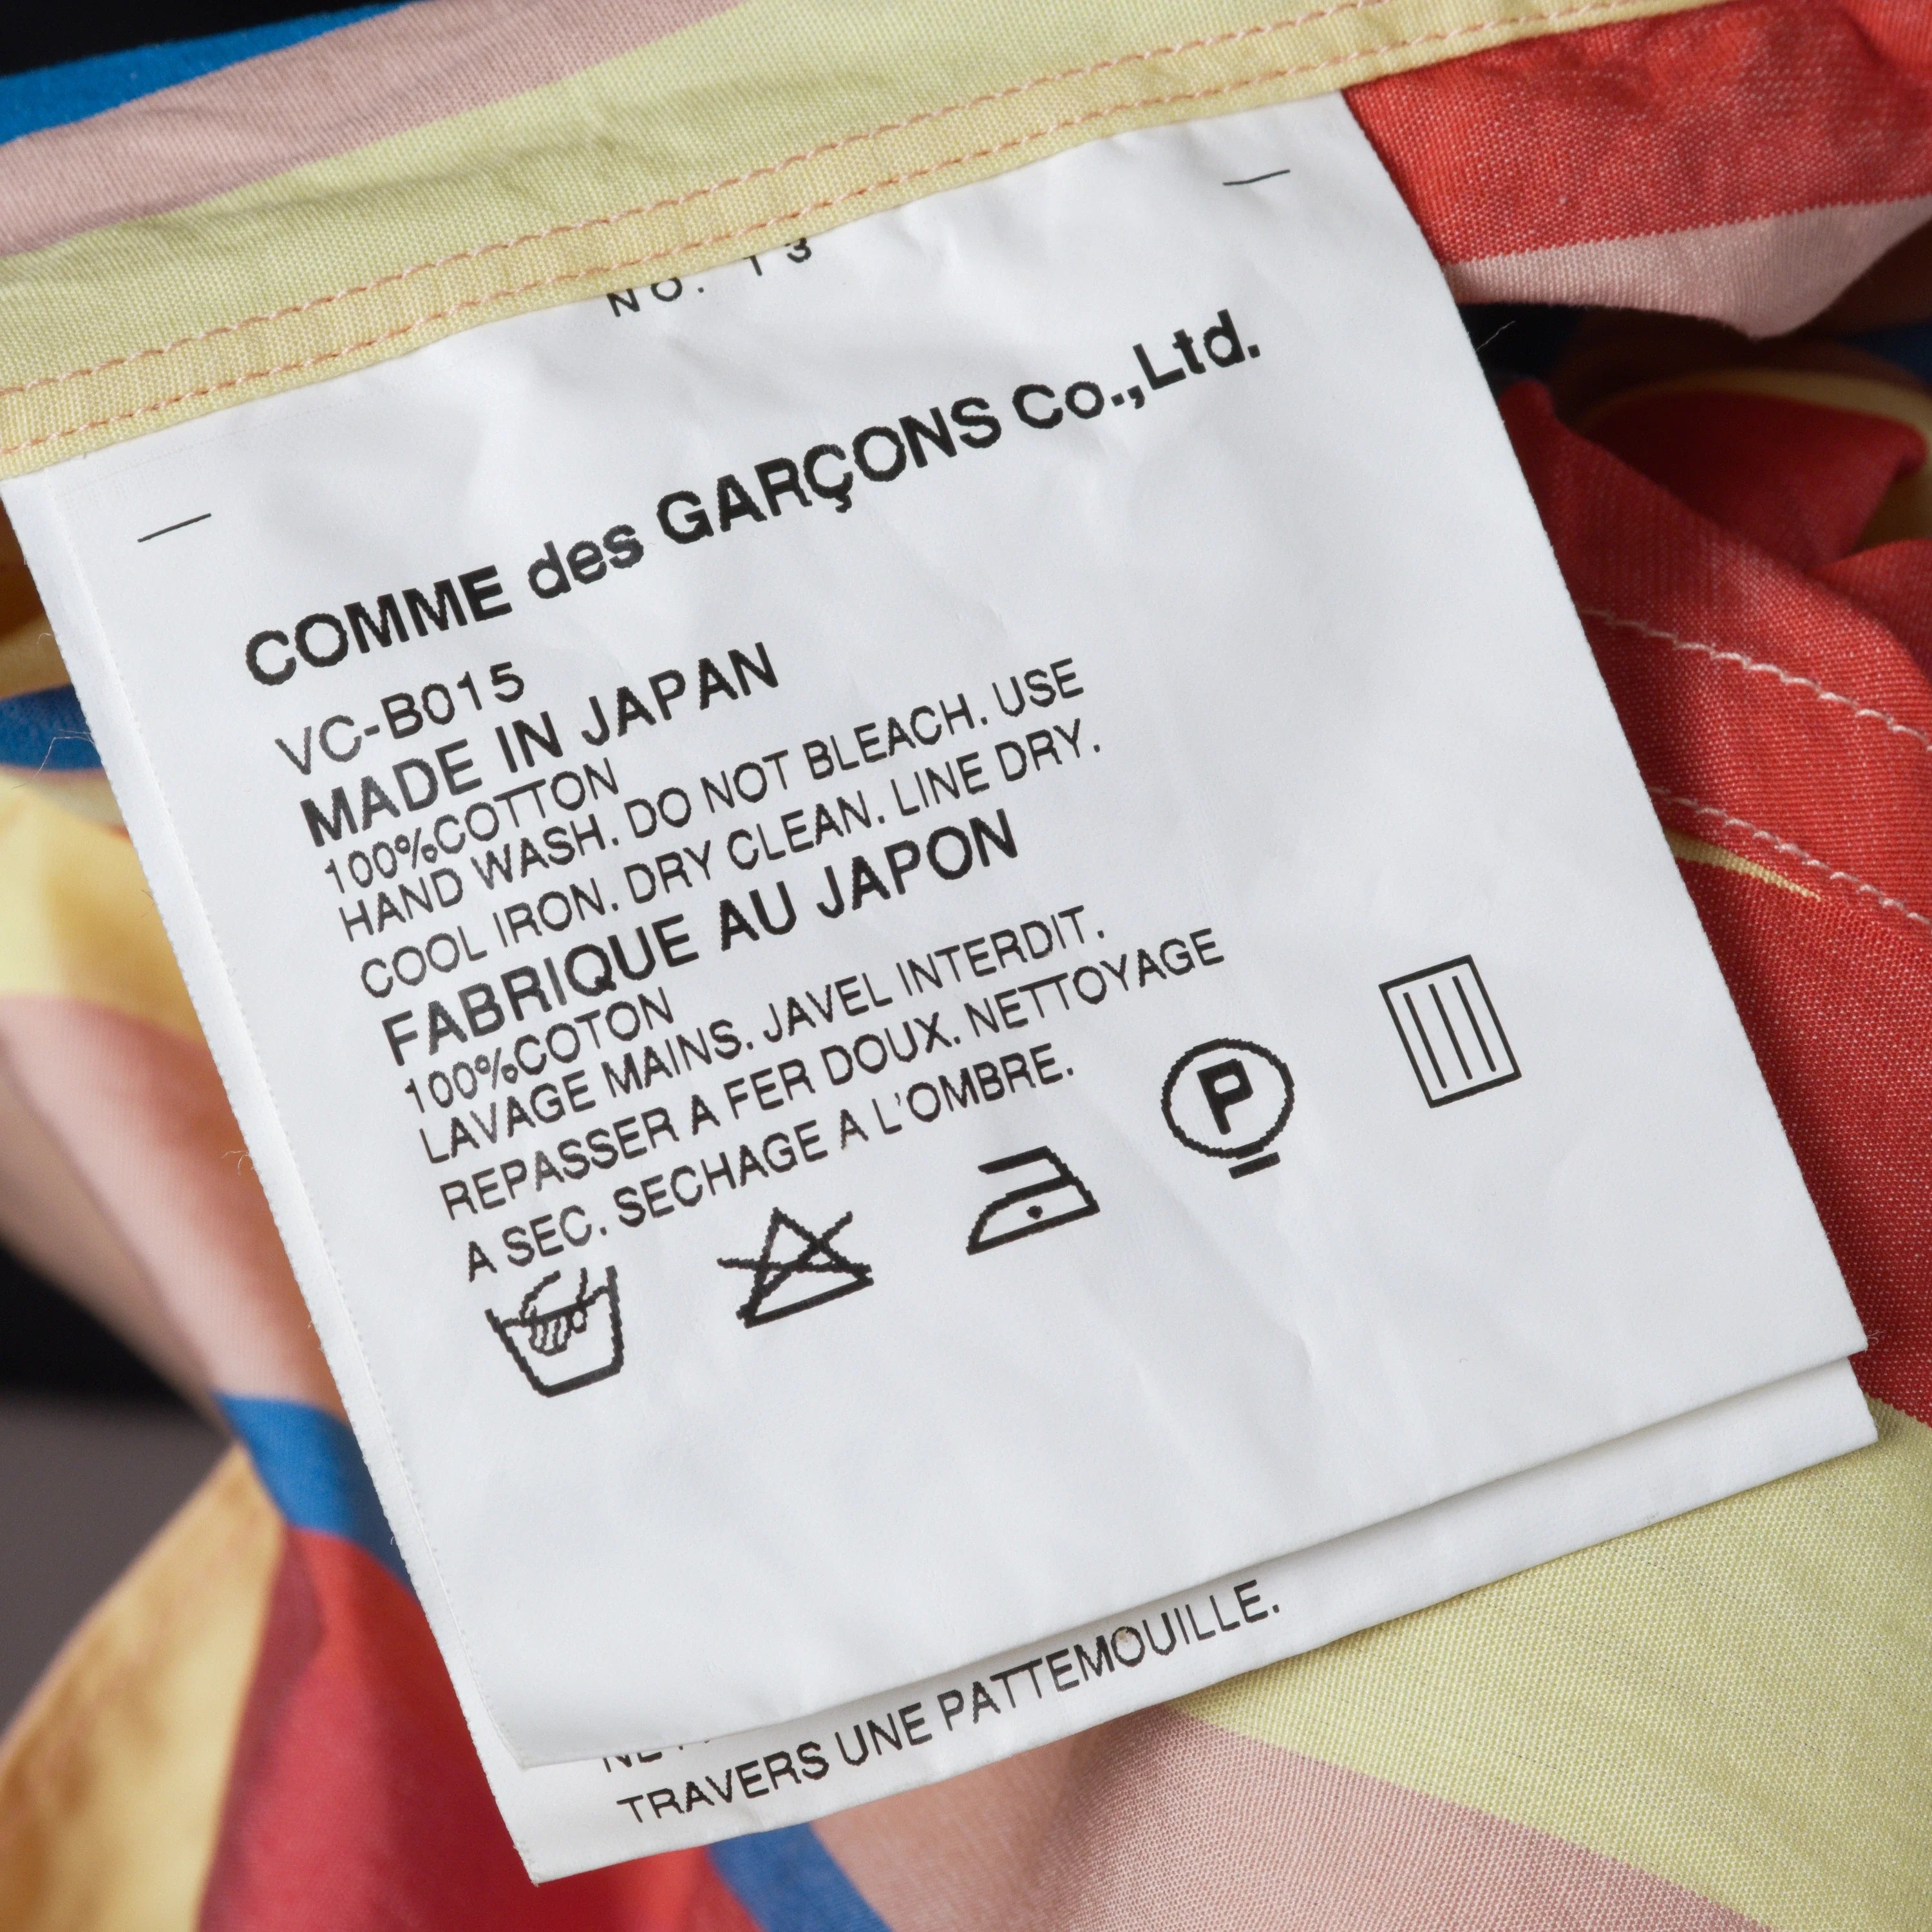 NO. 13
COMME des GARÇONS Co.,Ltd.
VC-B015
MADE IN JAPAN
100%COTTON
HAND WASH. DO NOT BLEACH. USE
COOL IRON. DRY CLEAN. LINE DRY.
FABRIQUE AU JAPON
100%COTON
LAVAGE MAINS. JAVEL INTERDIT.
REPASSER A FER DOUX. NETTOYAGE
A SEC. SECHAGE A L'OMBRE.
P
TRAVERS UNE PATTEMOUILLE.